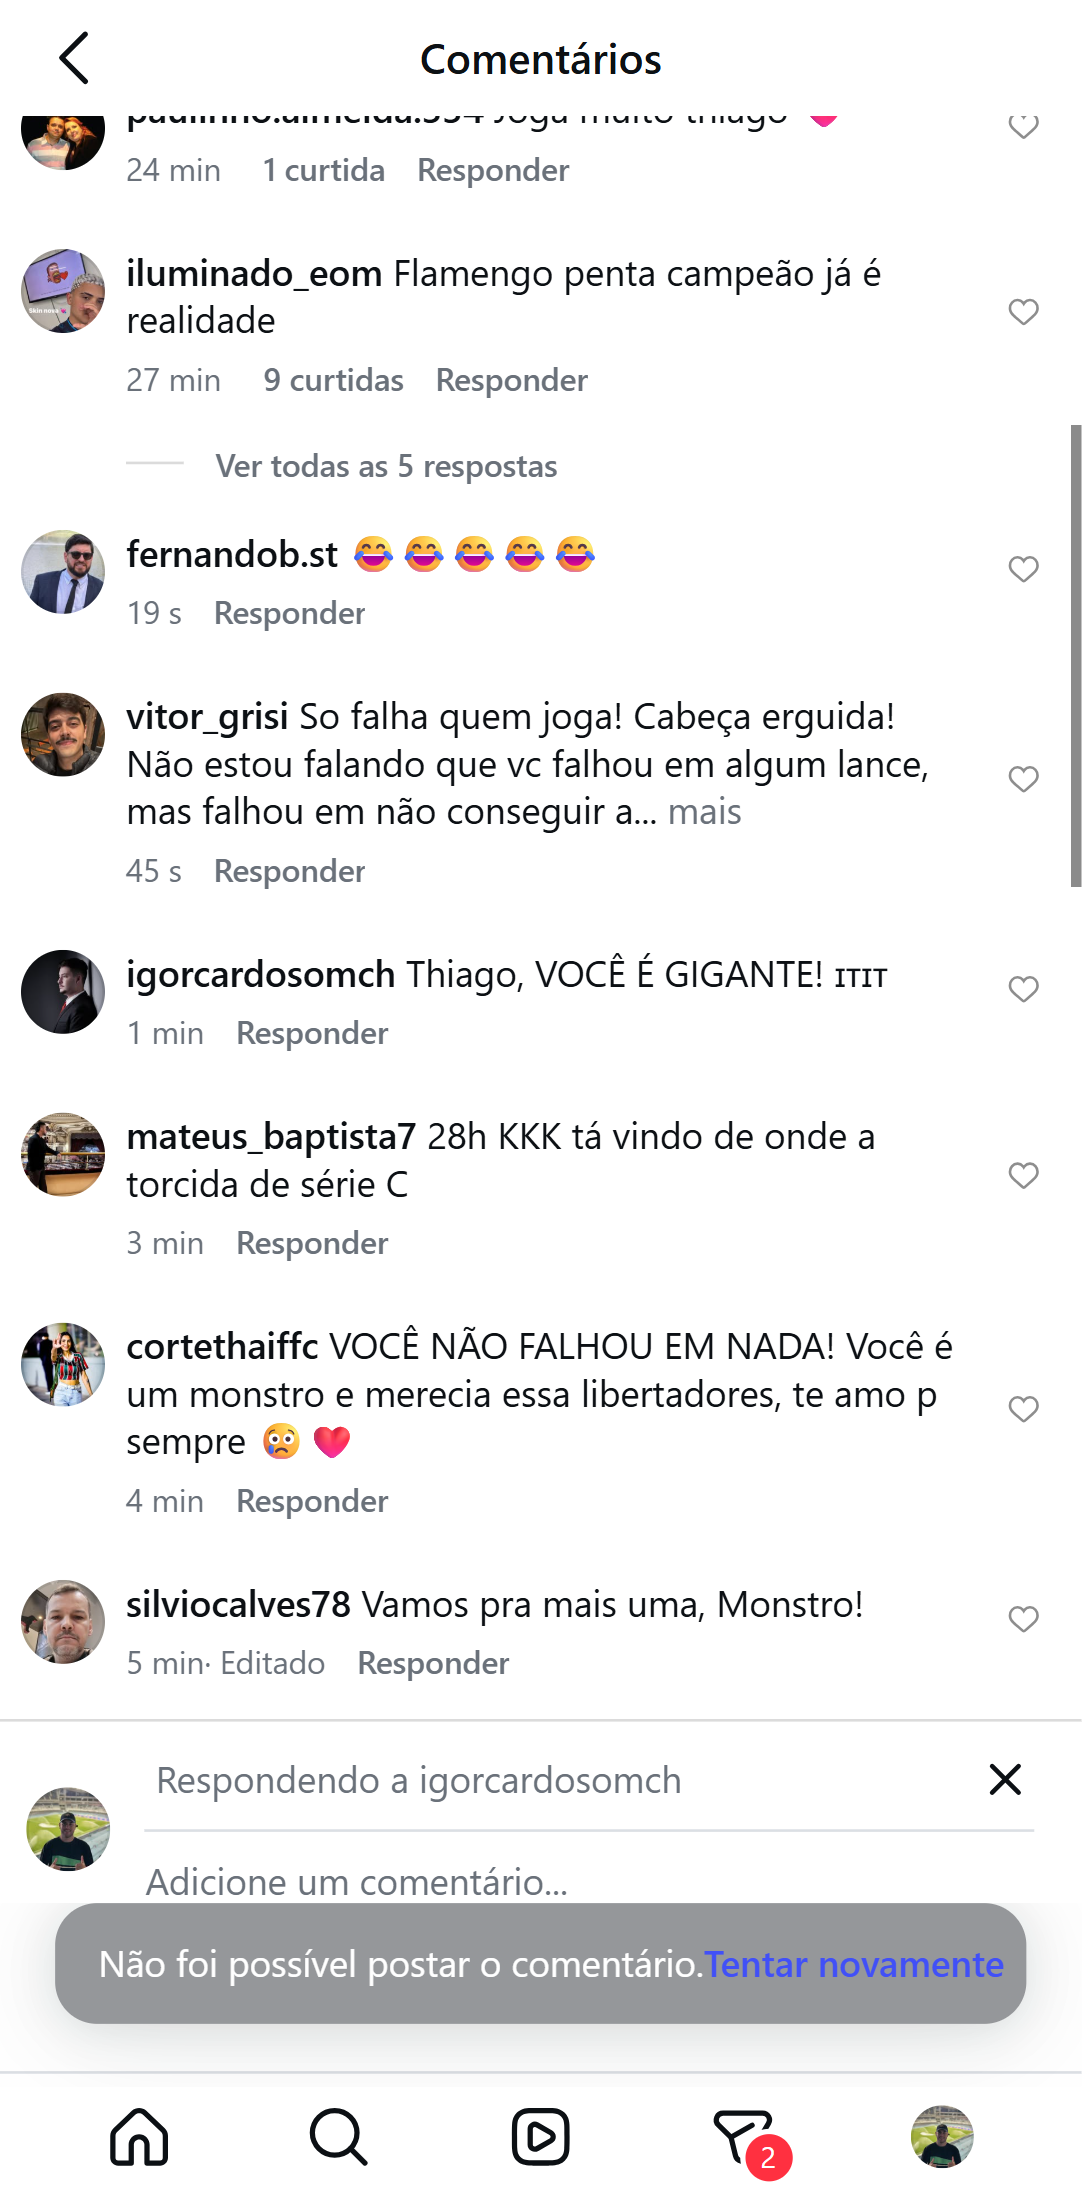 Comentários
24 min 1 curtida Responder
iluminado_eom Flamengo penta campeão já é
realidade
27 min 9 curtidas Responder
Ver todas as 5 respostas
fernandob.st 😂😂😂😂😂
19 s Responder
vitor_grisi So falha quem joga! Cabeça erguida!
Não estou falando que vc falhou em algum lance,
mas falhou em não conseguir a... mais
45 s Responder
igorcardosomch Thiago, VOCÊ É GIGANTE! ɪᴛɪᴛ
1 min Responder
mateus_baptista7 28h KKK tá vindo de onde a
torcida de série C
3 min Responder
cortethaiffc VOCÊ NÃO FALHOU EM NADA! Você é
um monstro e merecia essa libertadores, te amo p
sempre 😢❤️
4 min Responder
silviocalves78 Vamos pra mais uma, Monstro!
5 min· Editado Responder
Respondendo a igorcardosomch
Adicione um comentário...
Não foi possível postar o comentário.Tentar novamente
2